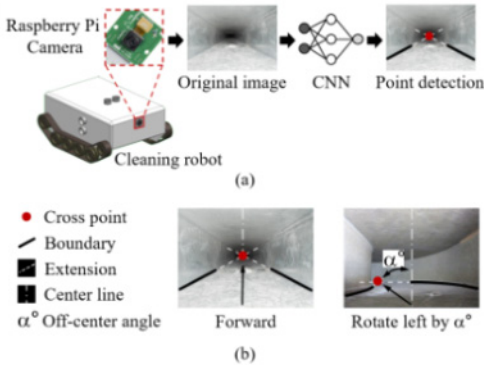 Raspberry Pi
Camera
Original image
CNN
Point detection
Cleaning robot
(a)
Cross point
Boundary
Extension
Center line
α° Off-center angle
α°
Forward
Rotate left by α°
(b)